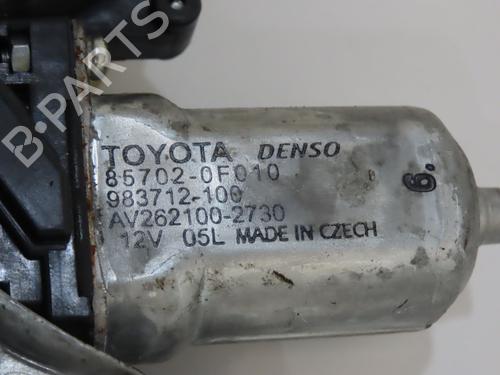 B-PARTS
TOYOTA DENSO
85702-0F010
983712-100
AV262100-2730
12V 05L MADE IN CZECH
6.